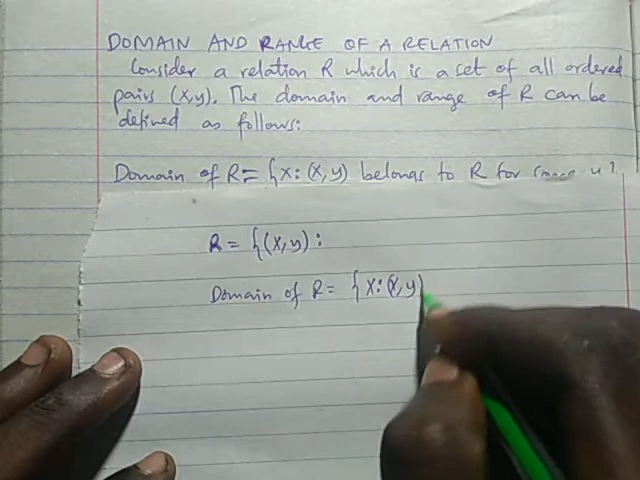 DOMAIN AND RANGE OF A RELATION
Consider a relation R which is a set of all ordered
pairs (x,y). The domain and range of R can be
defined as follows:
Domain of R = {x: (x, y) belongs to R for
R = {(x,y) :
Domain of R = { x: (x, y)